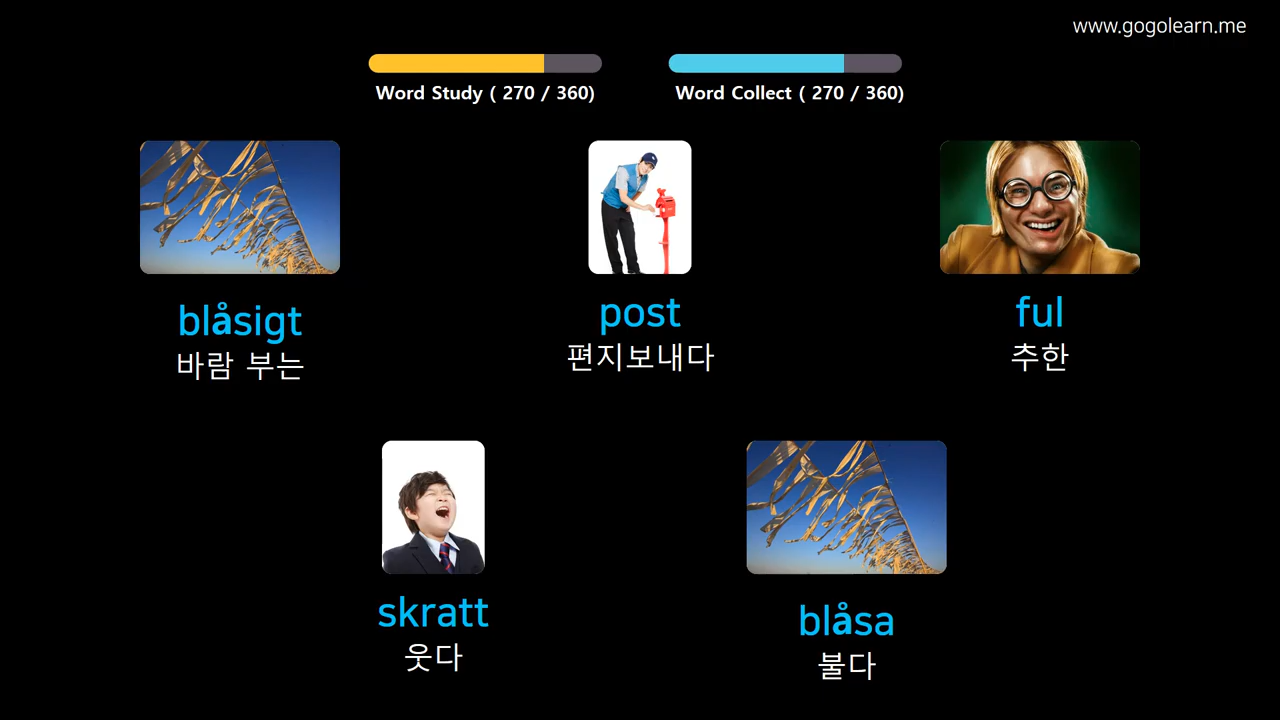 www.gogolearn.me
Word Study ( 270 / 360)
Word Collect ( 270 / 360)
blåsigt
바람 부는
post
편지보내다
ful
추한
skratt
웃다
blåsa
불다